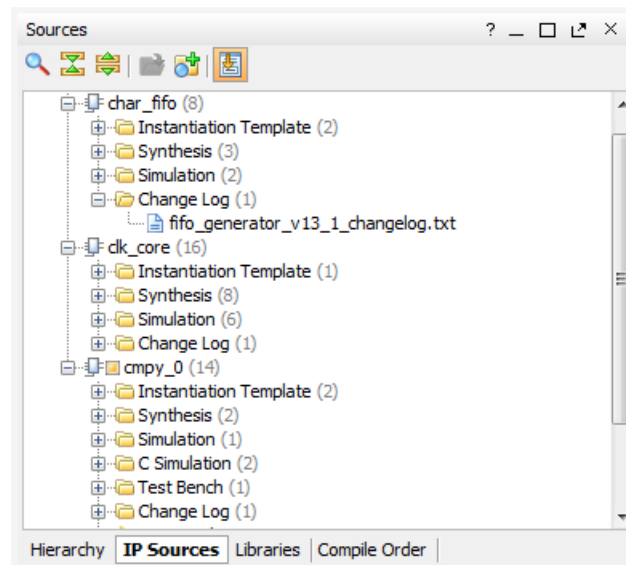 Sources
char_fifo (8)
Instantiation Template (2)
Synthesis (3)
Simulation (2)
Change Log (1)
fifo_generator_v13_1_changelog.txt
clk_core (16)
Instantiation Template (1)
Synthesis (8)
Simulation (6)
Change Log (1)
cmpy_0 (14)
Instantiation Template (2)
Synthesis (2)
Simulation (1)
C Simulation (2)
Test Bench (1)
Change Log (1)
Hierarchy IP Sources Libraries Compile Order